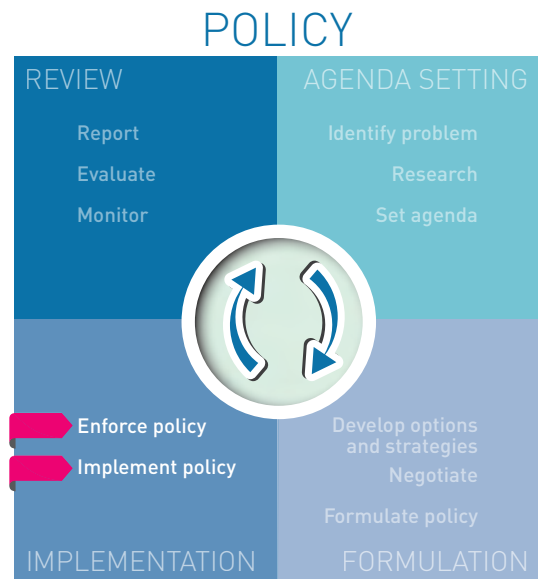 POLICY
REVIEW
Report
Evaluate
Monitor
AGENDA SETTING
Identify problem
Research
Set agenda
Enforce policy
Implement policy
IMPLEMENTATION
Develop options
and strategies
Negotiate
Formulate policy
FORMULATION